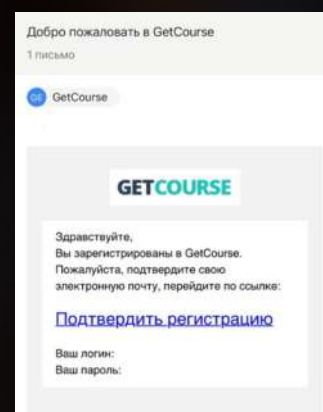 Добро пожаловать в GetCourse
1 письмо
GE GetCourse
GETCOURSE
Здравствуйте,
Вы зарегистрированы в GetCourse.
Пожалуйста, подтвердите свою
электронную почту, перейдите по ссылке:
Подтвердить регистрацию
Ваш логин:
Ваш пароль: